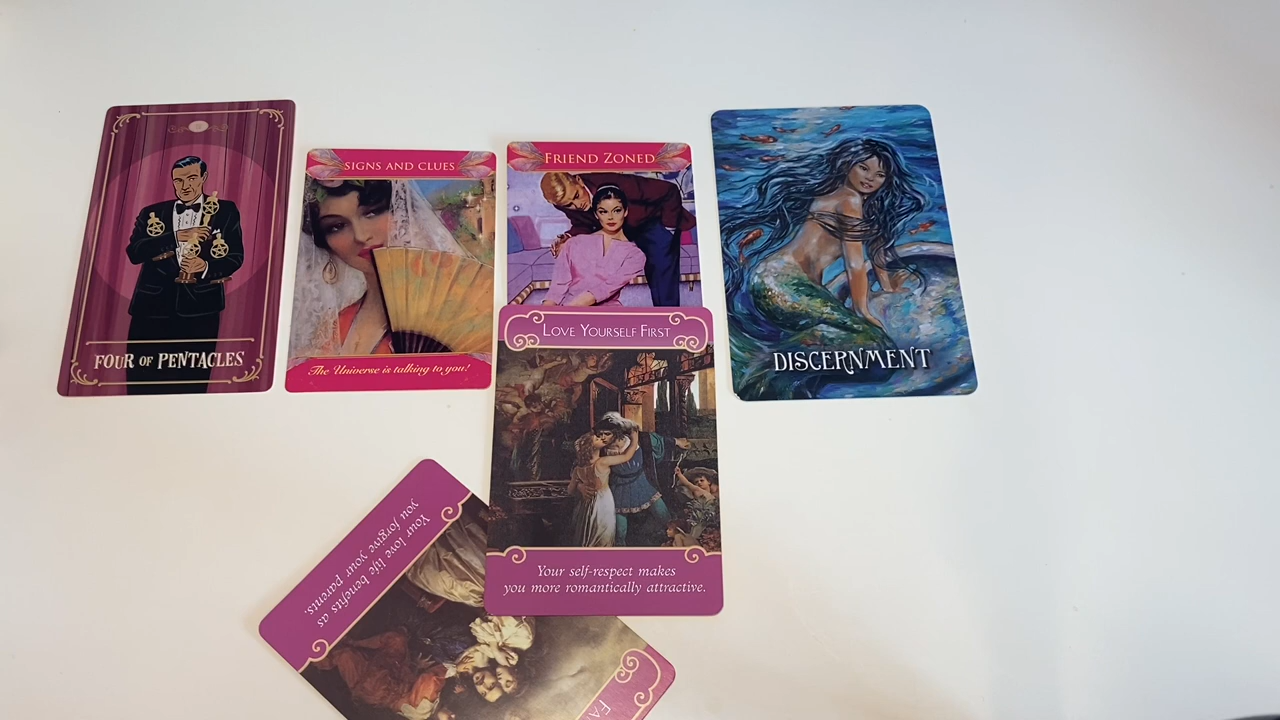 FOUR OF PENTACLES
SIGNS AND CLUES
The Universe is talking to you!
FRIEND ZONED
LOVE YOURSELF FIRST
Your self-respect makes
you more romantically attractive.
DISCERNMENT
Your love life benefits as
you forgive your parents.